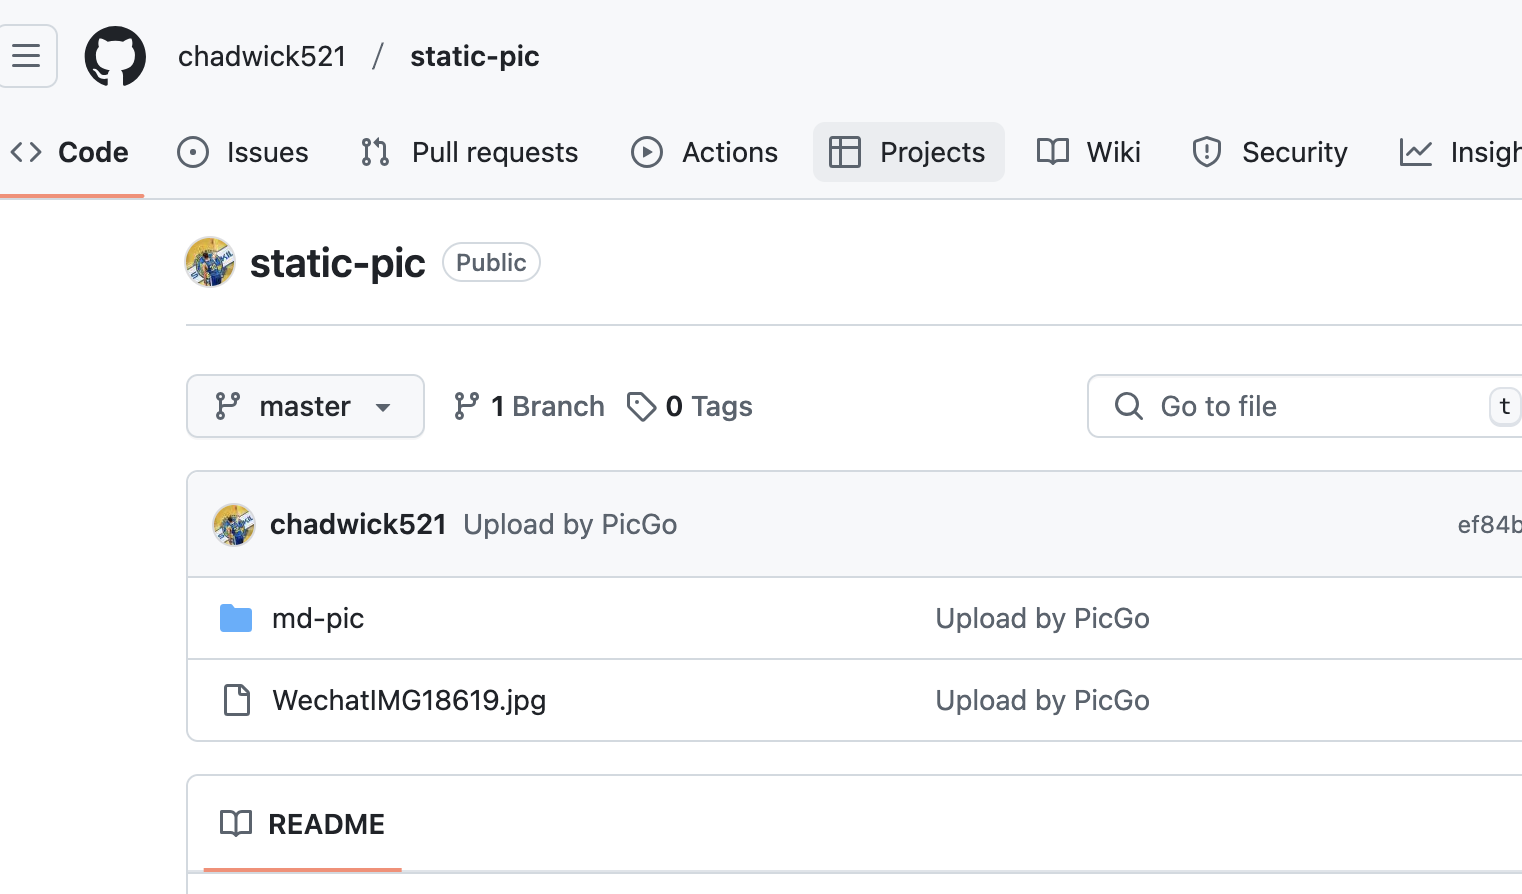 chadwick521 / static-pic
Code Issues Pull requests Actions Projects Wiki Security Insigh
static-pic Public
master 1 Branch 0 Tags Go to file t
chadwick521 Upload by PicGo ef84b
md-pic Upload by PicGo
WechatIMG18619.jpg Upload by PicGo
README